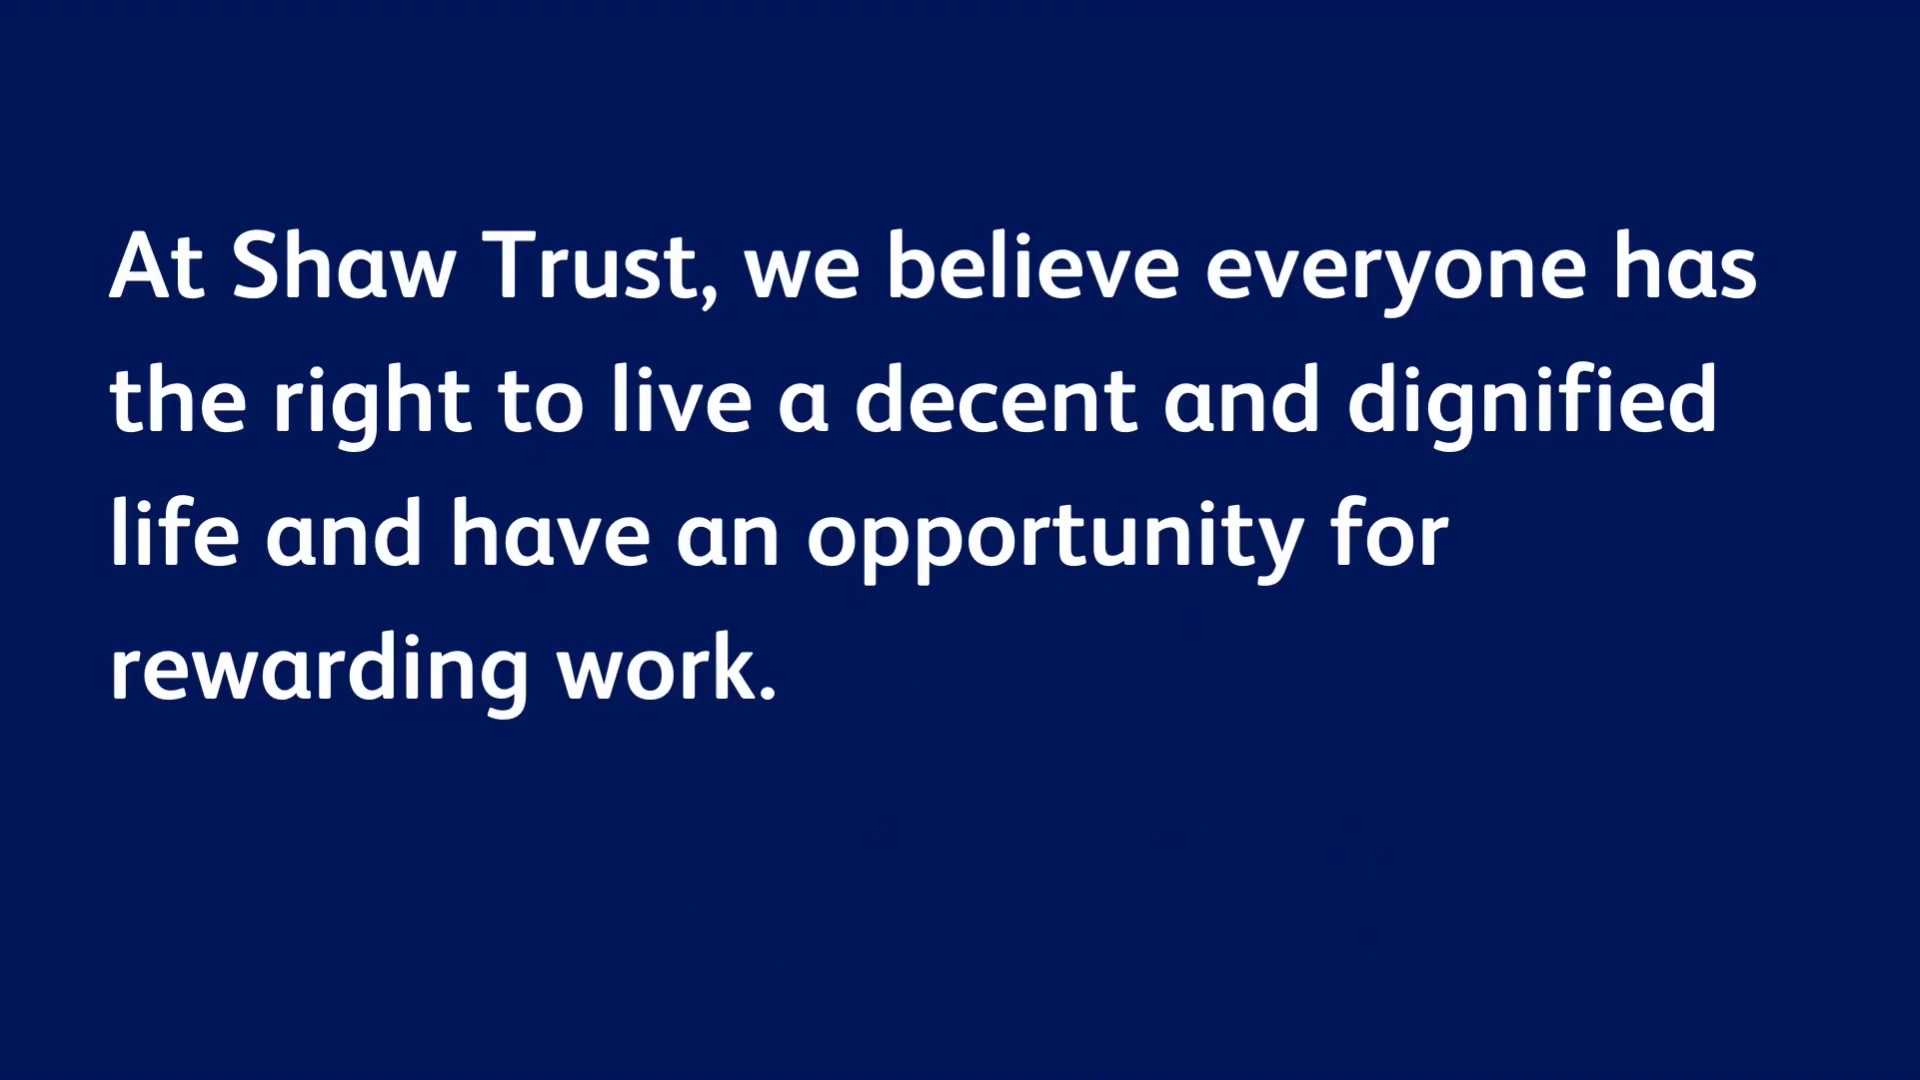 At Shaw Trust, we believe everyone has
the right to live a decent and dignified
life and have an opportunity for
rewarding work.